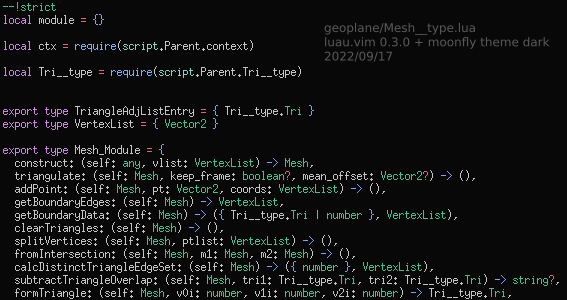 --!strict
local module = {}
geoplane/Mesh__type.lua
luau.vim 0.3.0 + moonfly theme dark
2022/09/17
local ctx = require(script.Parent.context)
local Tri__type = require(script.Parent.Tri__type)
export type TriangleAdjListEntry = { Tri__type.Tri }
export type VertexList = { Vector2 }
export type Mesh_Module = {
construct: (self: any, vlist: VertexList) -> Mesh,
triangulate: (self: Mesh, keep_frame: boolean?, mean_offset: Vector2?) -> (),
addPoint: (self: Mesh, pt: Vector2, coords: VertexList) -> (),
getBoundaryEdges: (self: Mesh) -> VertexList,
getBoundaryData: (self: Mesh) -> ({ Tri__type.Tri | number }, VertexList),
clearTriangles: (self: Mesh) -> (),
splitVertices: (self: Mesh, ptlist: VertexList) -> (),
fromIntersection: (self: Mesh, m1: Mesh, m2: Mesh) -> (),
calcDistinctTriangleEdgeSet: (self: Mesh) -> ({ number }, VertexList),
subtractTriangleOverlap: (self: Mesh, tri1: Tri__type.Tri, tri2: Tri__type.Tri) -> string?,
formTriangle: (self: Mesh, v0i: number, v1i: number, v2i: number) -> Tri__type.Tri,